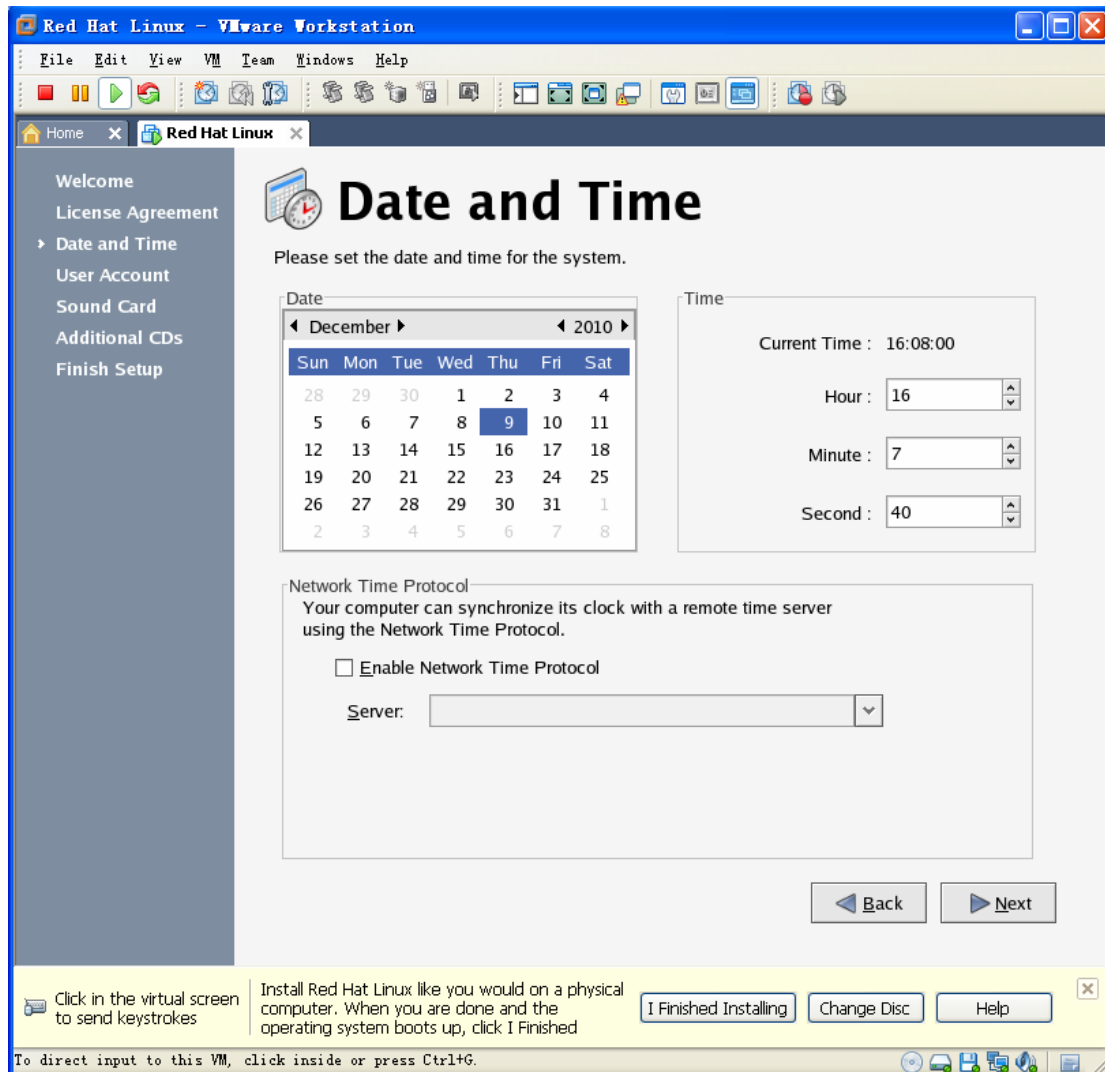 Red Hat Linux - VMware Workstation
File Edit View VM Team Windows Help
Home Red Hat Linux
Welcome
License Agreement
Date and Time
User Account
Sound Card
Additional CDs
Finish Setup
Date and Time
Please set the date and time for the system.
Date
December 2010
Sun Mon Tue Wed Thu Fri Sat
28 29 30 1 2 3 4
5 6 7 8 9 10 11
12 13 14 15 16 17 18
19 20 21 22 23 24 25
26 27 28 29 30 31 1
2 3 4 5 6 7 8
Time
Current Time : 16:08:00
Hour : 16
Minute : 7
Second : 40
Network Time Protocol
Your computer can synchronize its clock with a remote time server
using the Network Time Protocol.
Enable Network Time Protocol
Server:
Back Next
Click in the virtual screen
to send keystrokes
Install Red Hat Linux like you would on a physical
computer. When you are done and the
operating system boots up, click I Finished
I Finished Installing Change Disc Help
To direct input to this VM, click inside or press Ctrl+G.